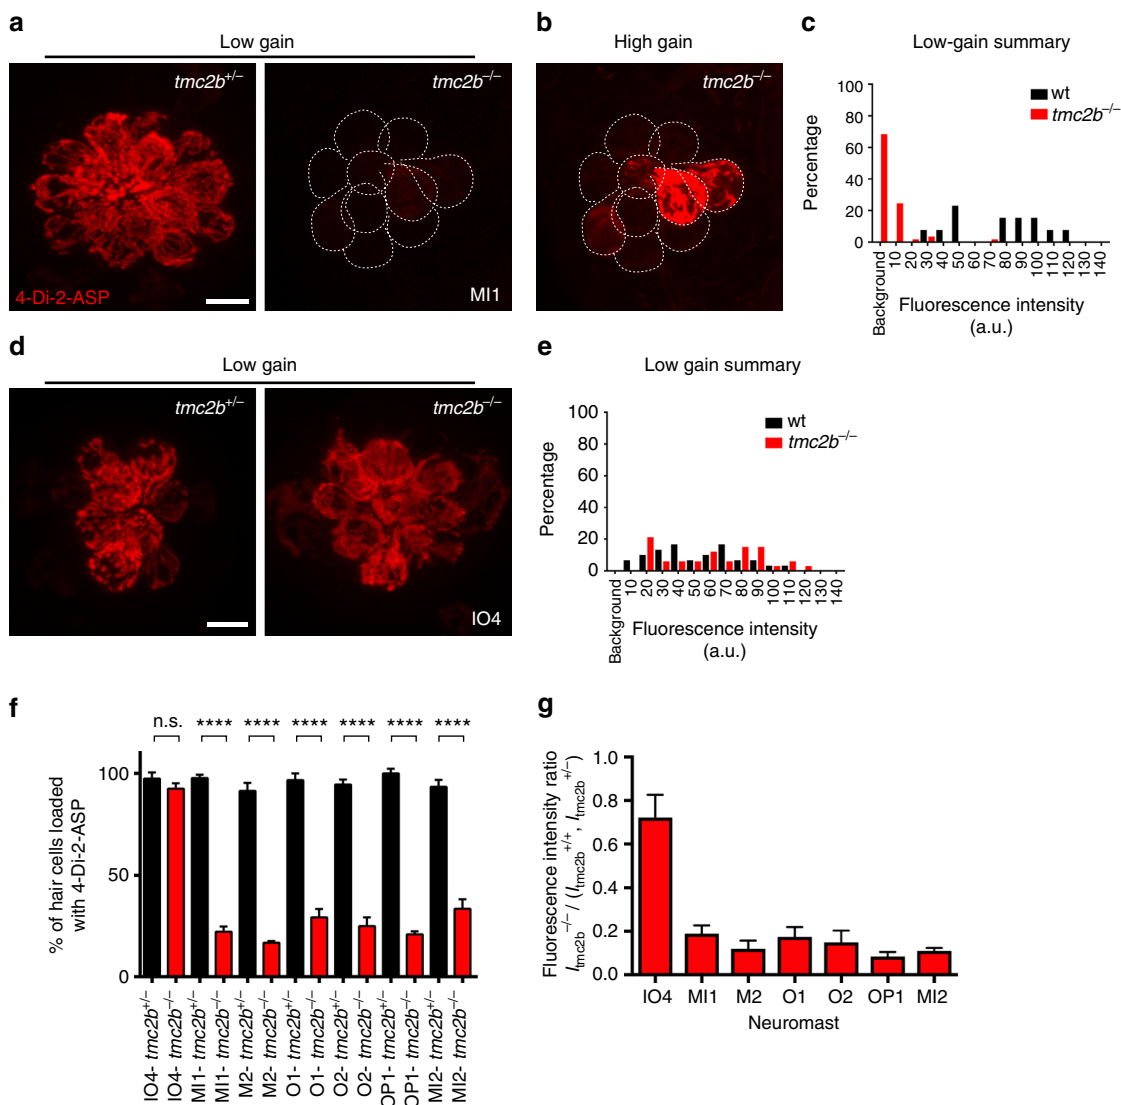 a
Low gain
tmc2b+/–
tmc2b–/–
4-Di-2-ASP
MI1
b
High gain
tmc2b–/–
c
Low-gain summary
wt
tmc2b–/–
Percentage
100
80
60
40
20
0
Background
10
20
30
40
50
60
70
80
90
100
110
120
130
140
Fluorescence intensity
(a.u.)
d
Low gain
tmc2b+/–
tmc2b–/–
IO4
e
Low gain summary
wt
tmc2b–/–
Percentage
100
80
60
40
20
0
Background
10
20
30
40
50
60
70
80
90
100
110
120
130
140
Fluorescence intensity
(a.u.)
f
n.s.
****
****
****
****
****
****
% of hair cells loaded
with 4-Di-2-ASP
100
50
0
IO4- tmc2b+/–
IO4- tmc2b–/–
MI1- tmc2b+/–
MI1- tmc2b–/–
M2- tmc2b+/–
M2- tmc2b–/–
O1- tmc2b+/–
O1- tmc2b–/–
O2- tmc2b+/–
O2- tmc2b–/–
OP1- tmc2b+/–
OP1- tmc2b–/–
MI2- tmc2b+/–
MI2- tmc2b–/–
g
Fluorescence intensity ratio
Itmc2b–/– / (Itmc2b+/+, Itmc2b+/–)
1.0
0.8
0.6
0.4
0.2
0.0
IO4 MI1 M2 O1 O2 OP1 MI2
Neuromast